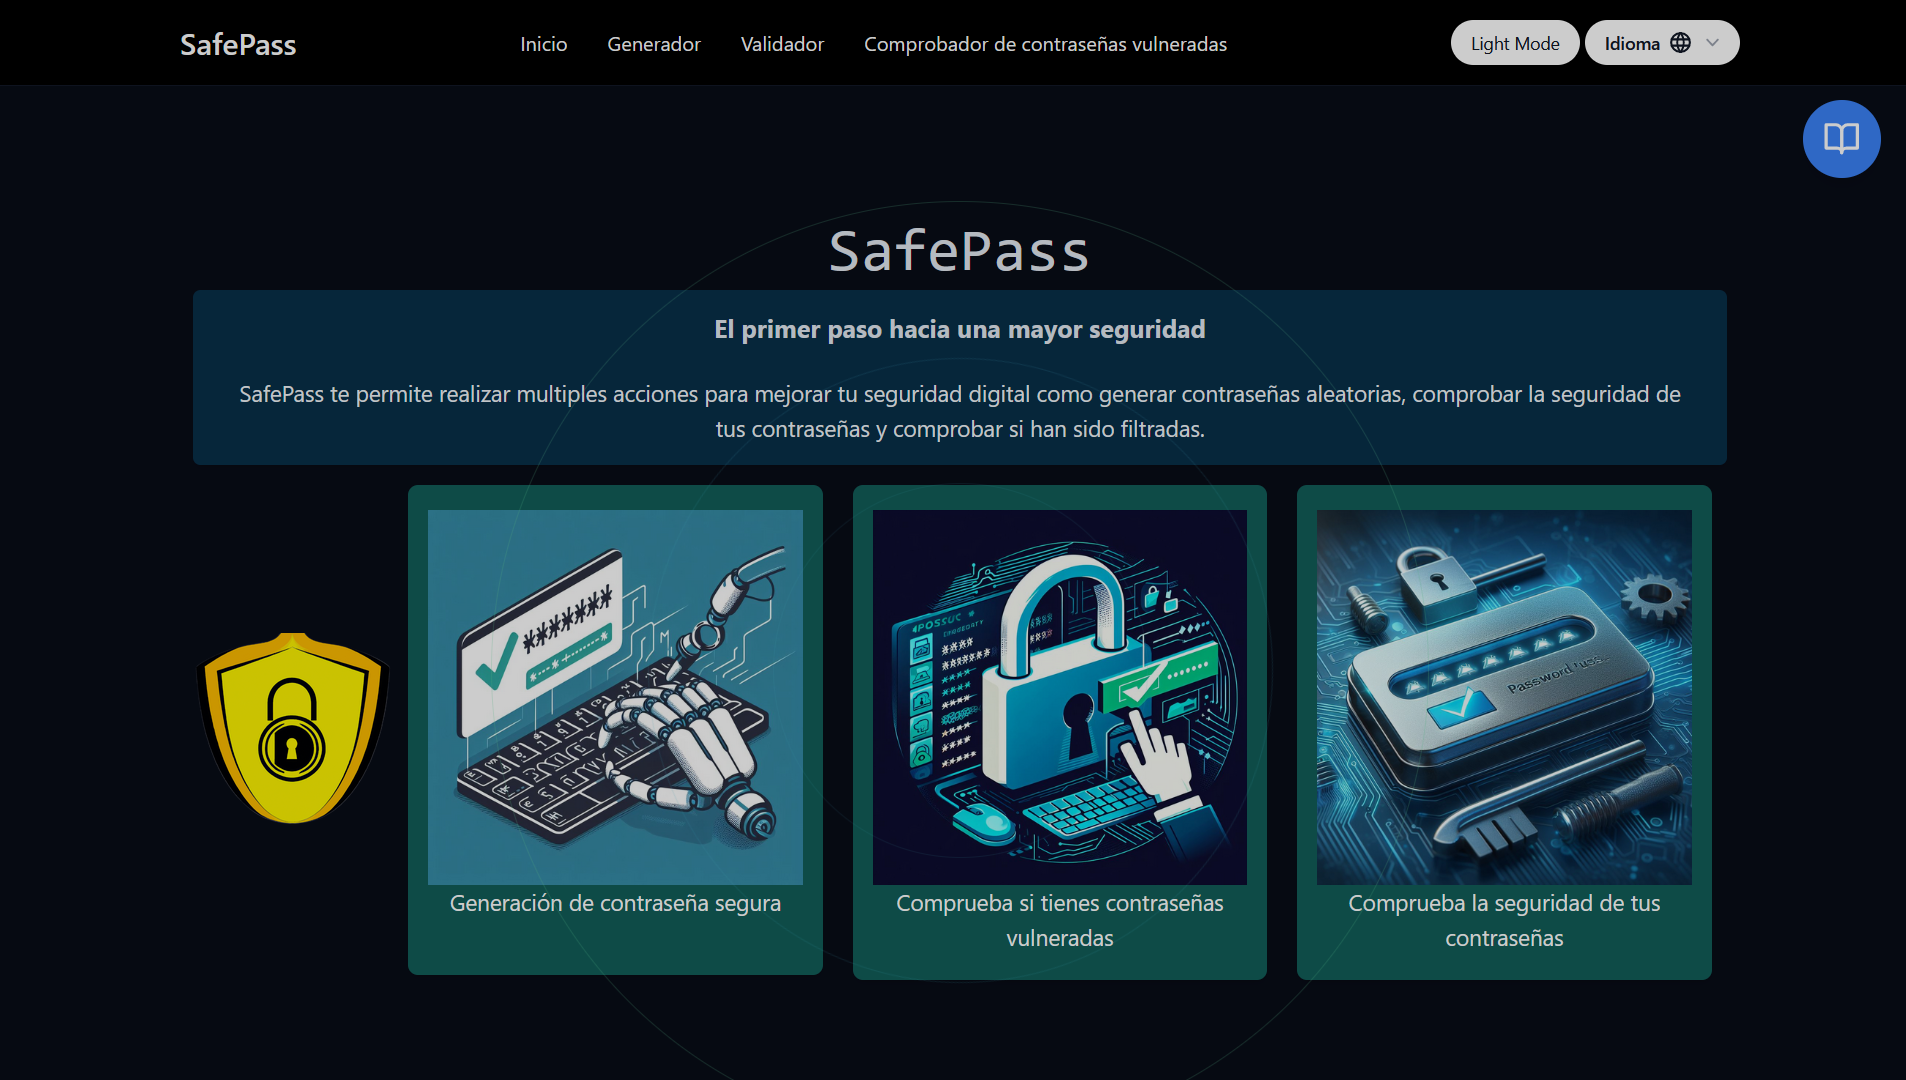 SafePass
Inicio
Generador
Validador
Comprobador de contraseñas vulneradas
Light Mode
Idioma
SafePass
El primer paso hacia una mayor seguridad
SafePass te permite realizar multiples acciones para mejorar tu seguridad digital como generar contraseñas aleatorias, comprobar la seguridad de
tus contraseñas y comprobar si han sido filtradas.
*******
Generación de contraseña segura
Comprueba si tienes contraseñas
vulneradas
Password
Comprueba la seguridad de tus
contraseñas